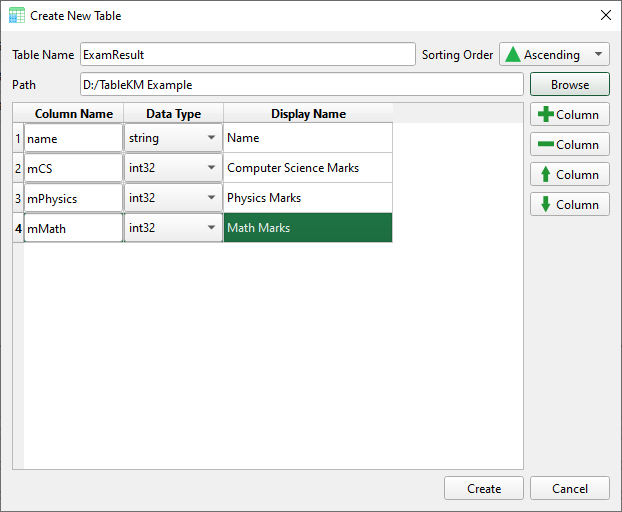 Create New Table
Table Name ExamResult Sorting Order Ascending
Path D:/TableKM Example Browse
Column Name Data Type Display Name Column
1 name string Name
2 mCS int32 Computer Science Marks Column
3 mPhysics int32 Physics Marks Column
4 mMath int32 Math Marks Column
Create Cancel